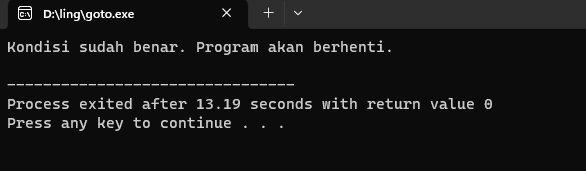 D:\ling\goto.exe
Kondisi sudah benar. Program akan berhenti.
--------------------------------
Process exited after 13.19 seconds with return value 0
Press any key to continue . . .